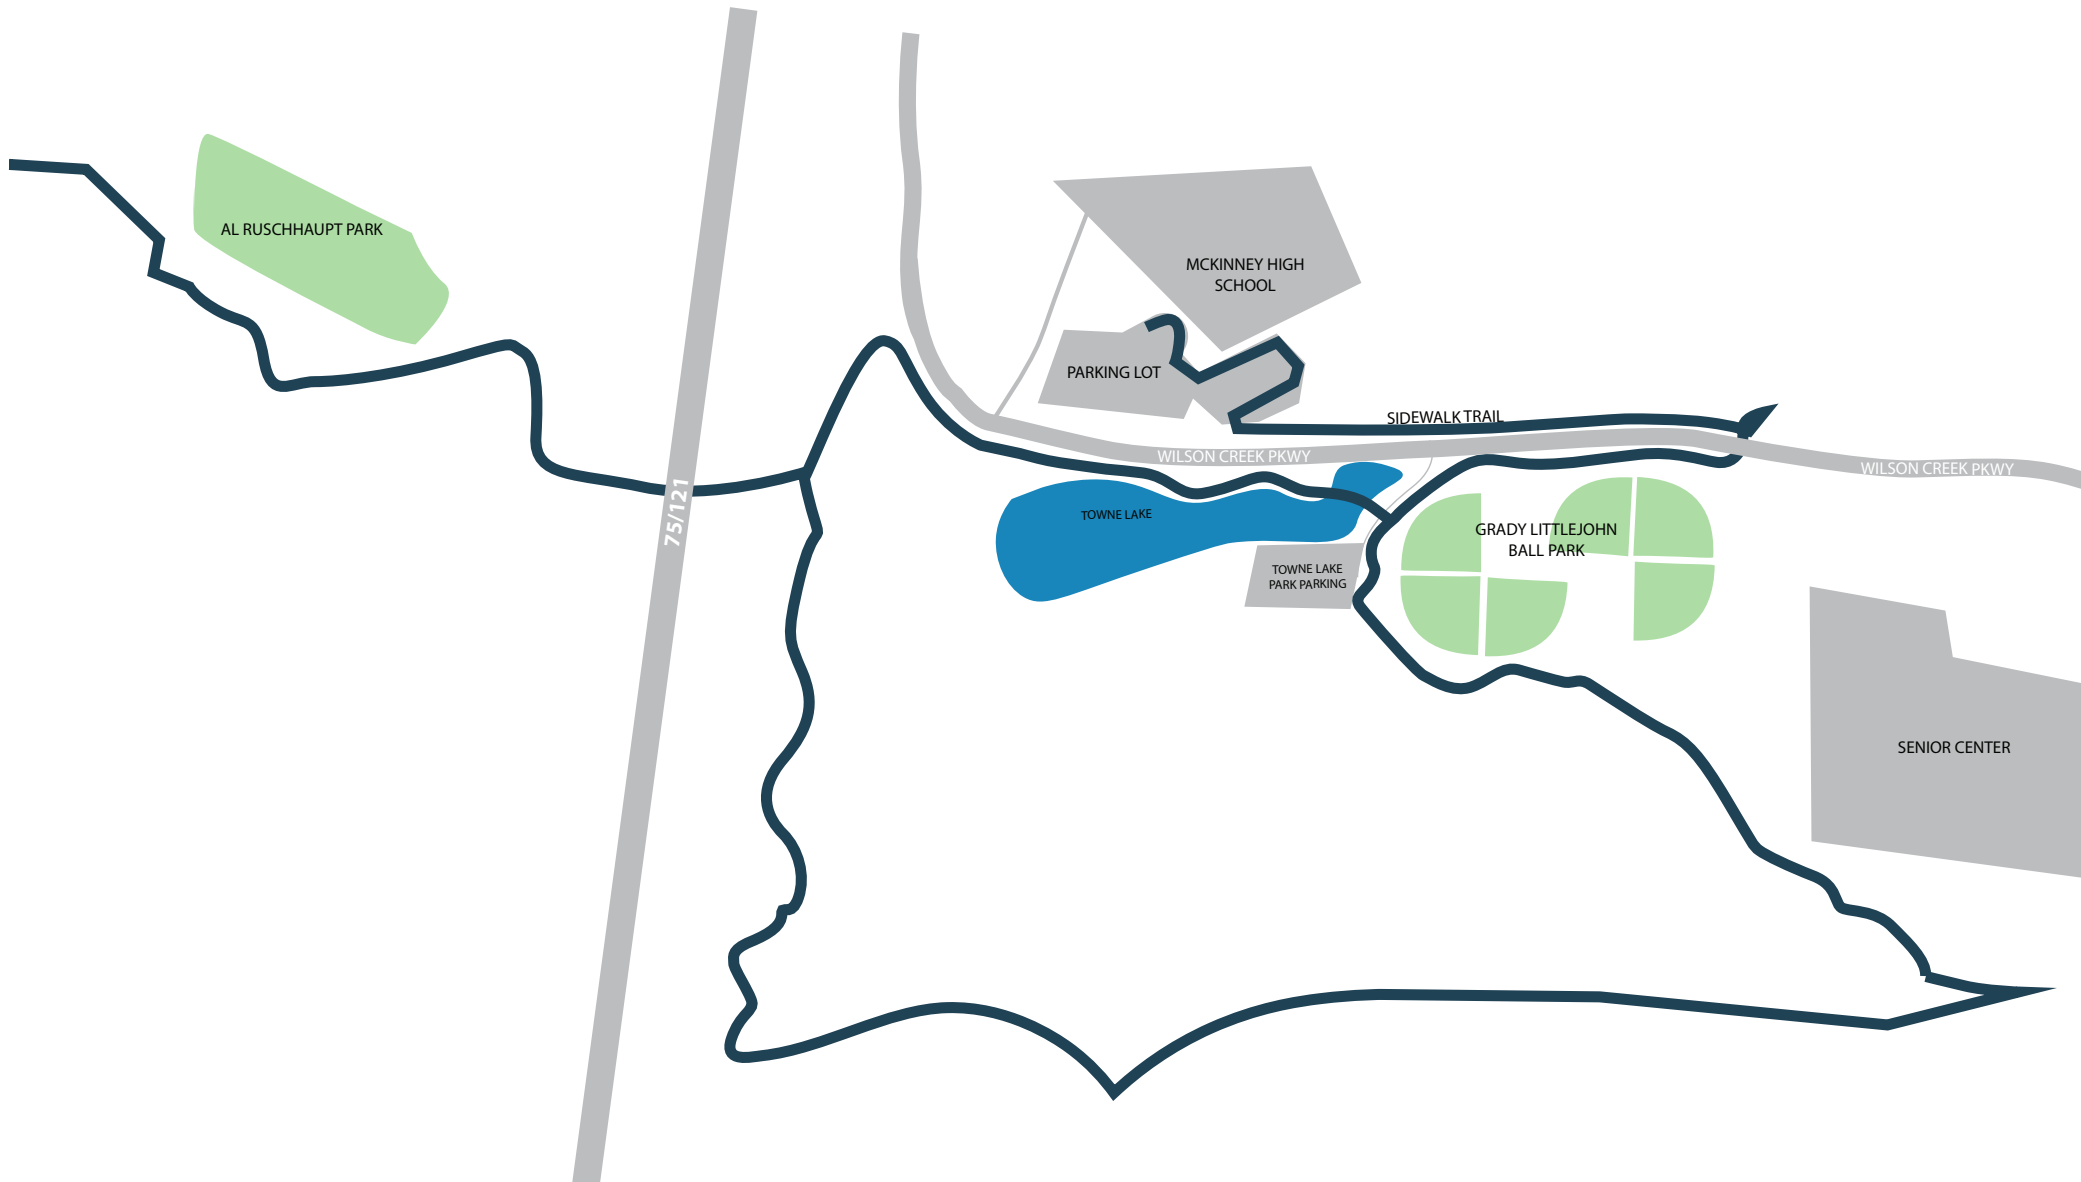 AL RUSCHHAUPT PARK
MCKINNEY HIGH
SCHOOL
PARKING LOT
SIDEWALK TRAIL
WILSON CREEK PKWY
WILSON CREEK PKWY
75/121
TOWNE LAKE
GRADY LITTLEJOHN
BALL PARK
TOWNE LAKE
PARK PARKING
SENIOR CENTER